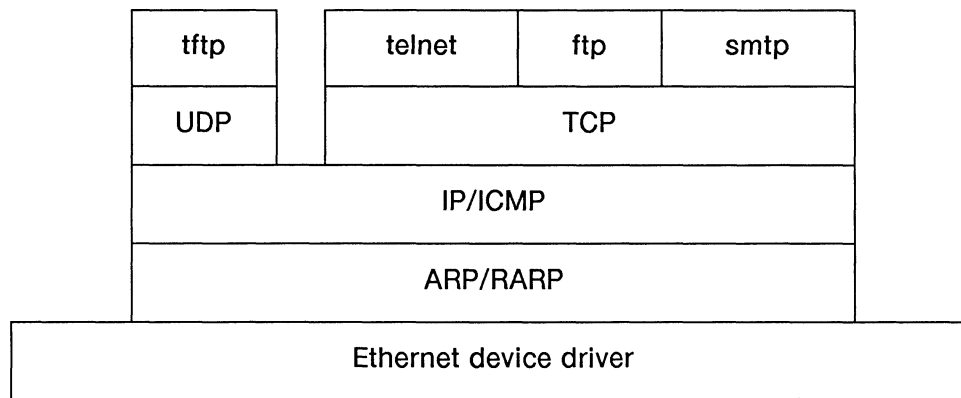 tftp telnet ftp smtp
UDP TCP
IP/ICMP
ARP/RARP
Ethernet device driver